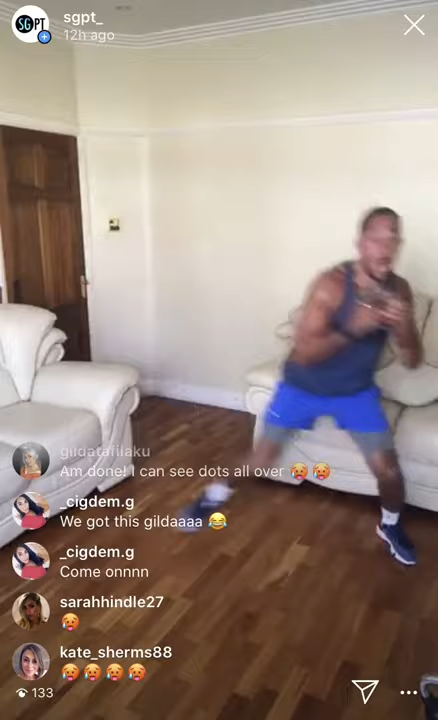 SGPT
sgpt_
12h ago
gildatafilaku
Am done! I can see dots all over 🥵🥵
_cigdem.g
We got this gildaaaa 😂
_cigdem.g
Come onnnn
sarahhindle27
🥵
kate_sherms88
🥵🥵🥵🥵
133